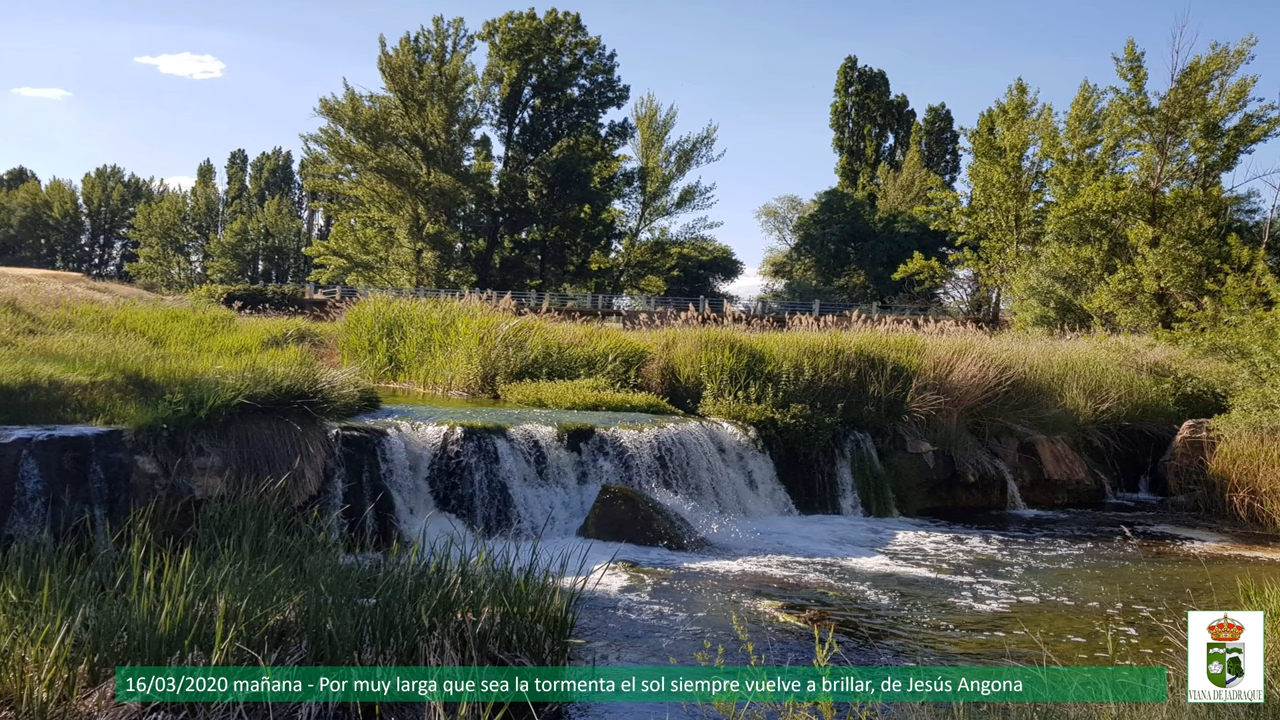 16/03/2020 mañana - Por muy larga que sea la tormenta el sol siempre vuelve a brillar, de Jesús Angona
VIANA DE JADRAQUE